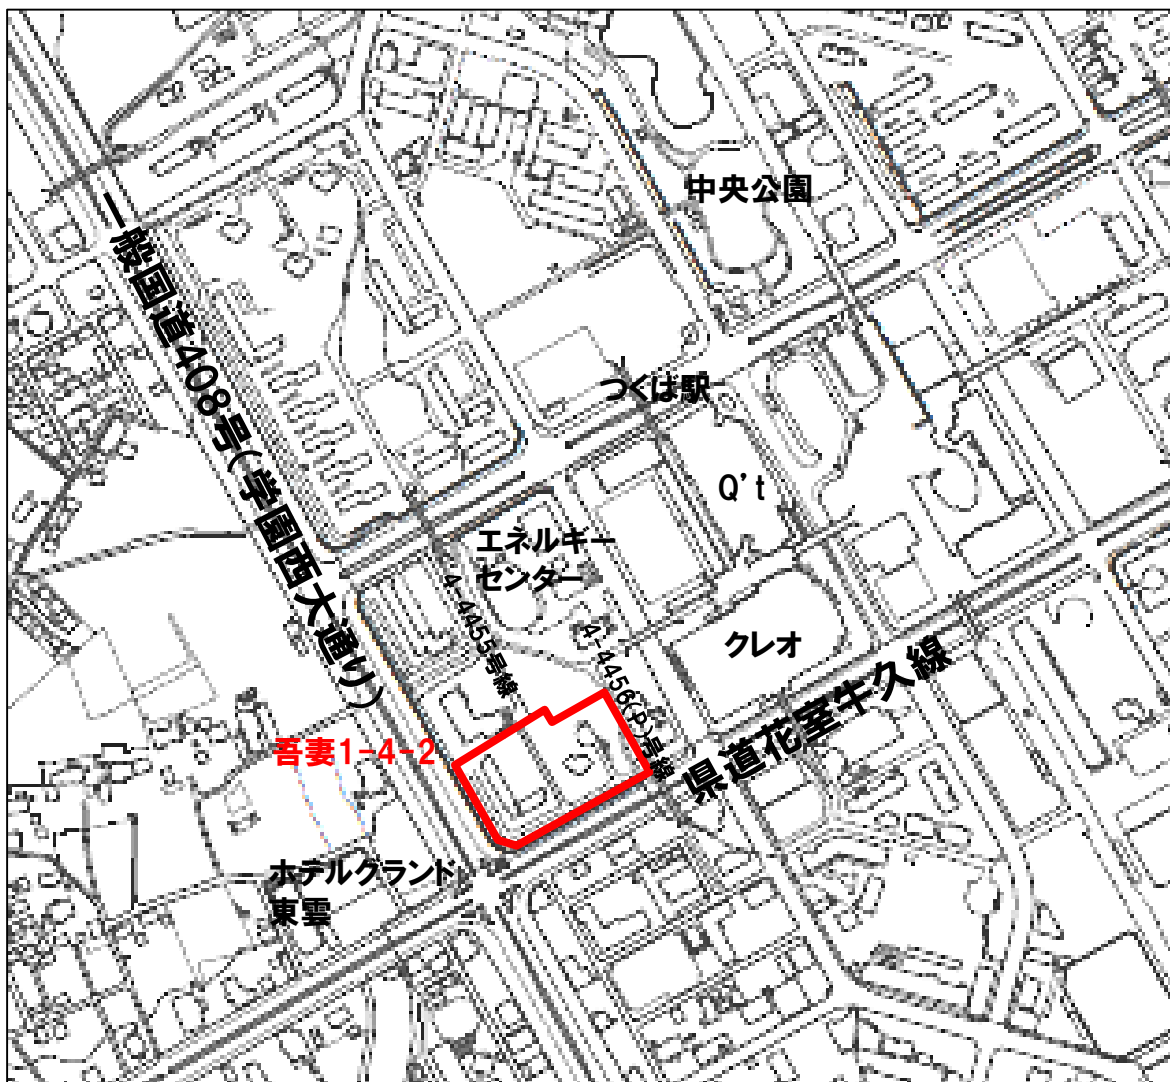 中央公園
一般国道408号(学園西大通り)
つくば駅
Q't
エネルギー
センター
4-4455号線
4-4456(P)号線
クレオ
県道花室牛久線
吾妻1-4-2
ホテルグランド
東雲